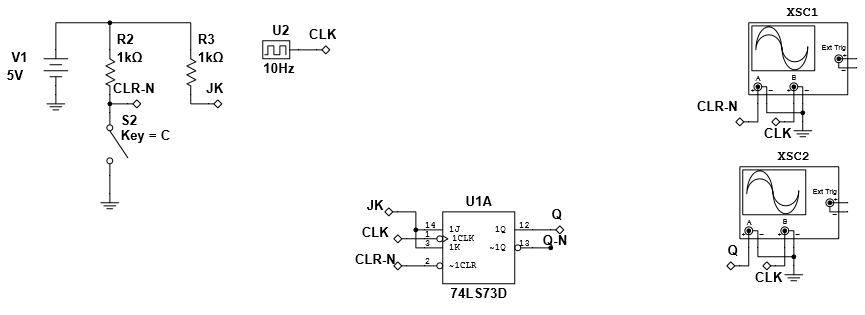 V1
5V
R2
1kΩ
R3
1kΩ
CLR-N
JK
S2
Key = C
U2
10Hz
CLK
XSC1
Ext Trig
A
B
CLR-N
CLK
XSC2
Ext Trig
A
B
Q
CLK
U1A
JK
CLK
CLR-N
14 1J 1Q 12 Q
1 1CLK
3 1K ~1Q 13 Q-N
2 ~1CLR
74LS73D